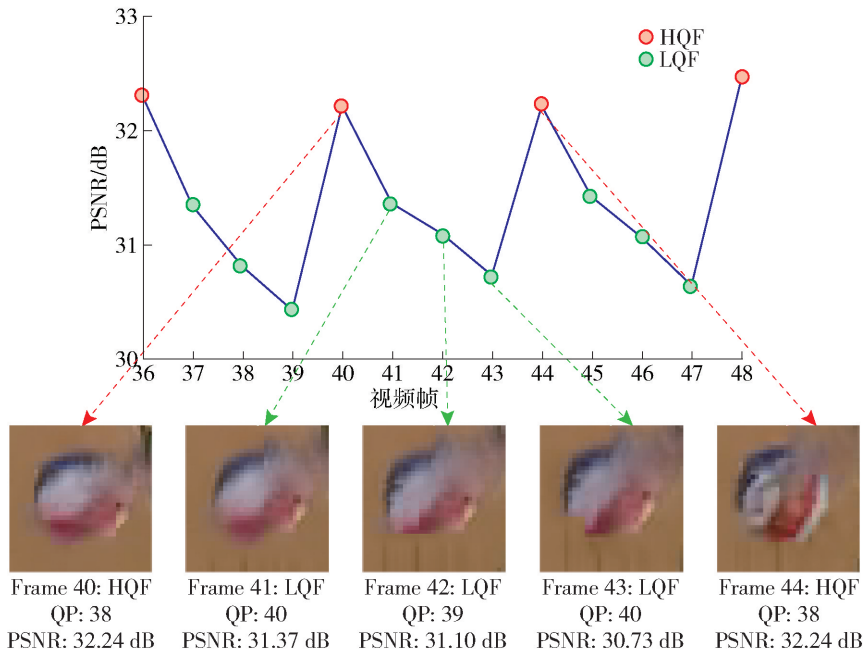 33
HQF
LQF
32
PSNR/dB
31
30
36 37 38 39 40 41 42 43 44 45 46 47 48
视频帧
Frame 40: HQF
QP: 38
PSNR: 32.24 dB
Frame 41: LQF
QP: 40
PSNR: 31.37 dB
Frame 42: LQF
QP: 39
PSNR: 31.10 dB
Frame 43: LQF
QP: 40
PSNR: 30.73 dB
Frame 44: HQF
QP: 38
PSNR: 32.24 dB